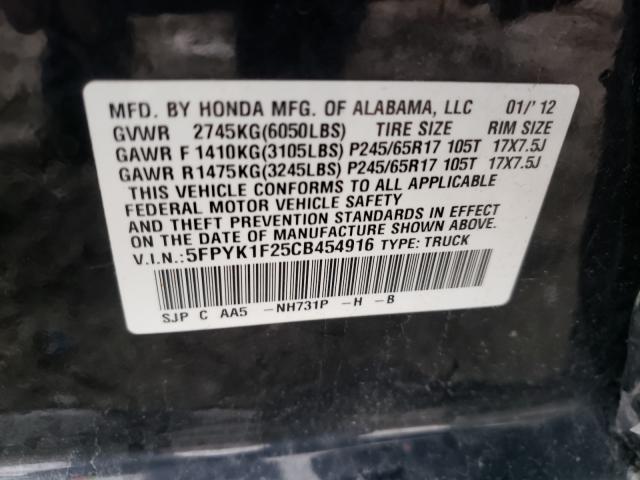 MFD. BY HONDA MFG. OF ALABAMA, LLC 01/'12
GVWR 2745KG(6050LBS) TIRE SIZE RIM SIZE
GAWR F 1410KG(3105LBS) P245/65R17 105T 17X7.5J
GAWR R1475KG(3245LBS) P245/65R17 105T 17X7.5J
THIS VEHICLE CONFORMS TO ALL APPLICABLE
FEDERAL MOTOR VEHICLE SAFETY
AND THEFT PREVENTION STANDARDS IN EFFECT
ON THE DATE OF MANUFACTURE SHOWN ABOVE.
V.I.N.:5FPYK1F25CB454916 TYPE: TRUCK
SJP C AA5 -NH731P -H -B